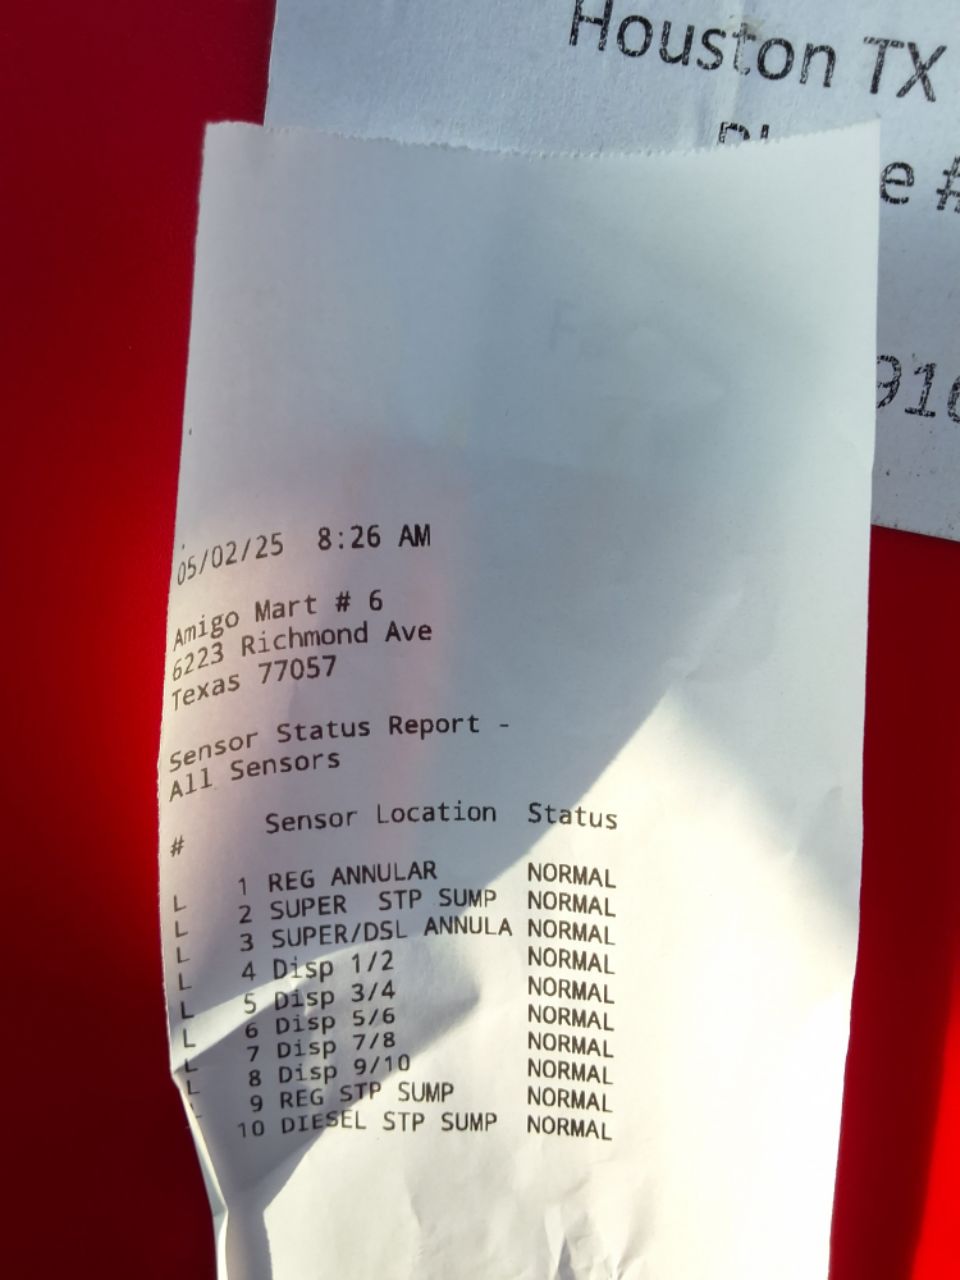 Houston TX
e #
910
05/02/25 8:26 AM
Amigo Mart # 6
6223 Richmond Ave
Texas 77057
Sensor Status Report -
All Sensors
# Sensor Location Status
L 1 REG ANNULAR NORMAL
L 2 SUPER STP SUMP NORMAL
L 3 SUPER/DSL ANNULA NORMAL
L 4 Disp 1/2 NORMAL
L 5 Disp 3/4 NORMAL
L 6 Disp 5/6 NORMAL
L 7 Disp 7/8 NORMAL
L 8 Disp 9/10 NORMAL
9 REG STP SUMP NORMAL
10 DIESEL STP SUMP NORMAL